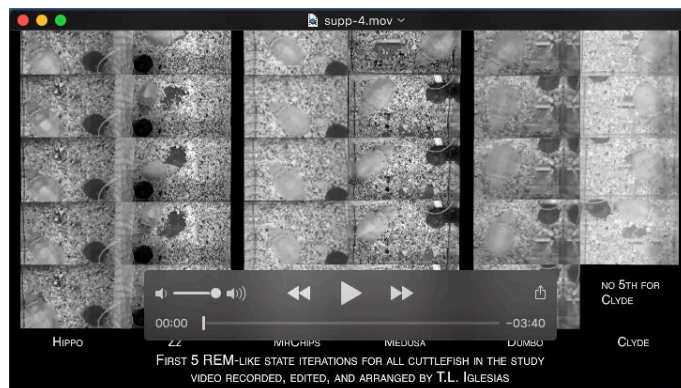 supp-4.mov
NO 5TH FOR
CLYDE
00:00
-03:40
HIPPO ZZ MRCHIPS MEDUSA DUMBO CLYDE
FIRST 5 REM-LIKE STATE ITERATIONS FOR ALL CUTTLEFISH IN THE STUDY
VIDEO RECORDED, EDITED, AND ARRANGED BY T.L. IGLESIAS